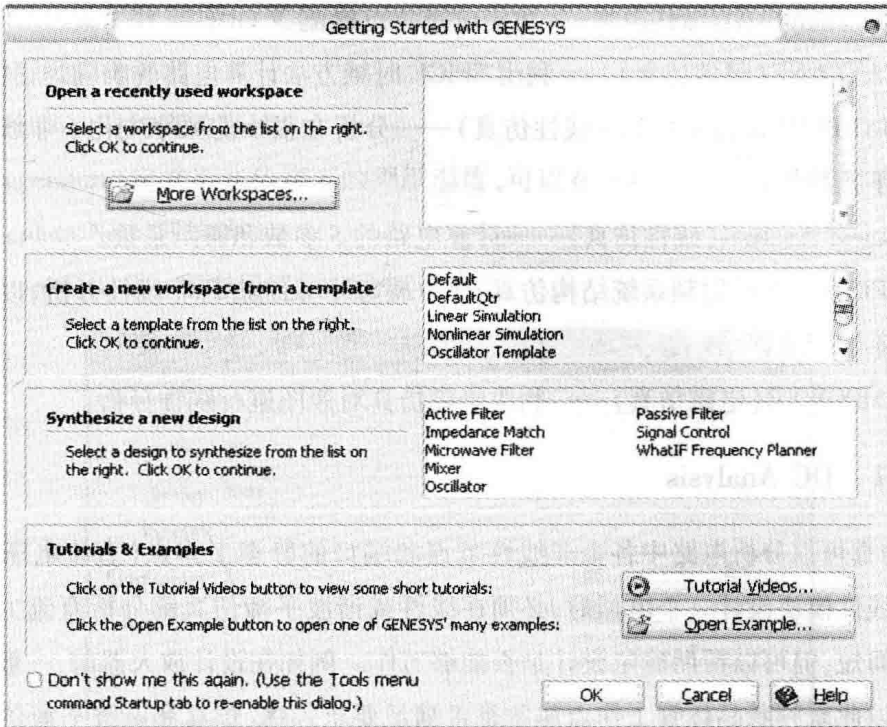 Getting Started with GENESYS
Open a recently used workspace
Select a workspace from the list on the right.
Click OK to continue.
More Workspaces...
Create a new workspace from a template
Select a template from the list on the right.
Click OK to continue.
Default
DefaultQtr
Linear Simulation
Nonlinear Simulation
Oscillator Template
Synthesize a new design
Select a design to synthesize from the list on
the right. Click OK to continue.
Active Filter
Impedance Match
Microwave Filter
Mixer
Oscillator
Passive Filter
Signal Control
WhatIF Frequency Planner
Tutorials & Examples
Click on the Tutorial Videos button to view some short tutorials:
Tutorial Videos...
Click the Open Example button to open one of GENESYS' many examples:
Open Example...
Don't show me this again. (Use the Tools menu
command Startup tab to re-enable this dialog.)
OK
Cancel
Help